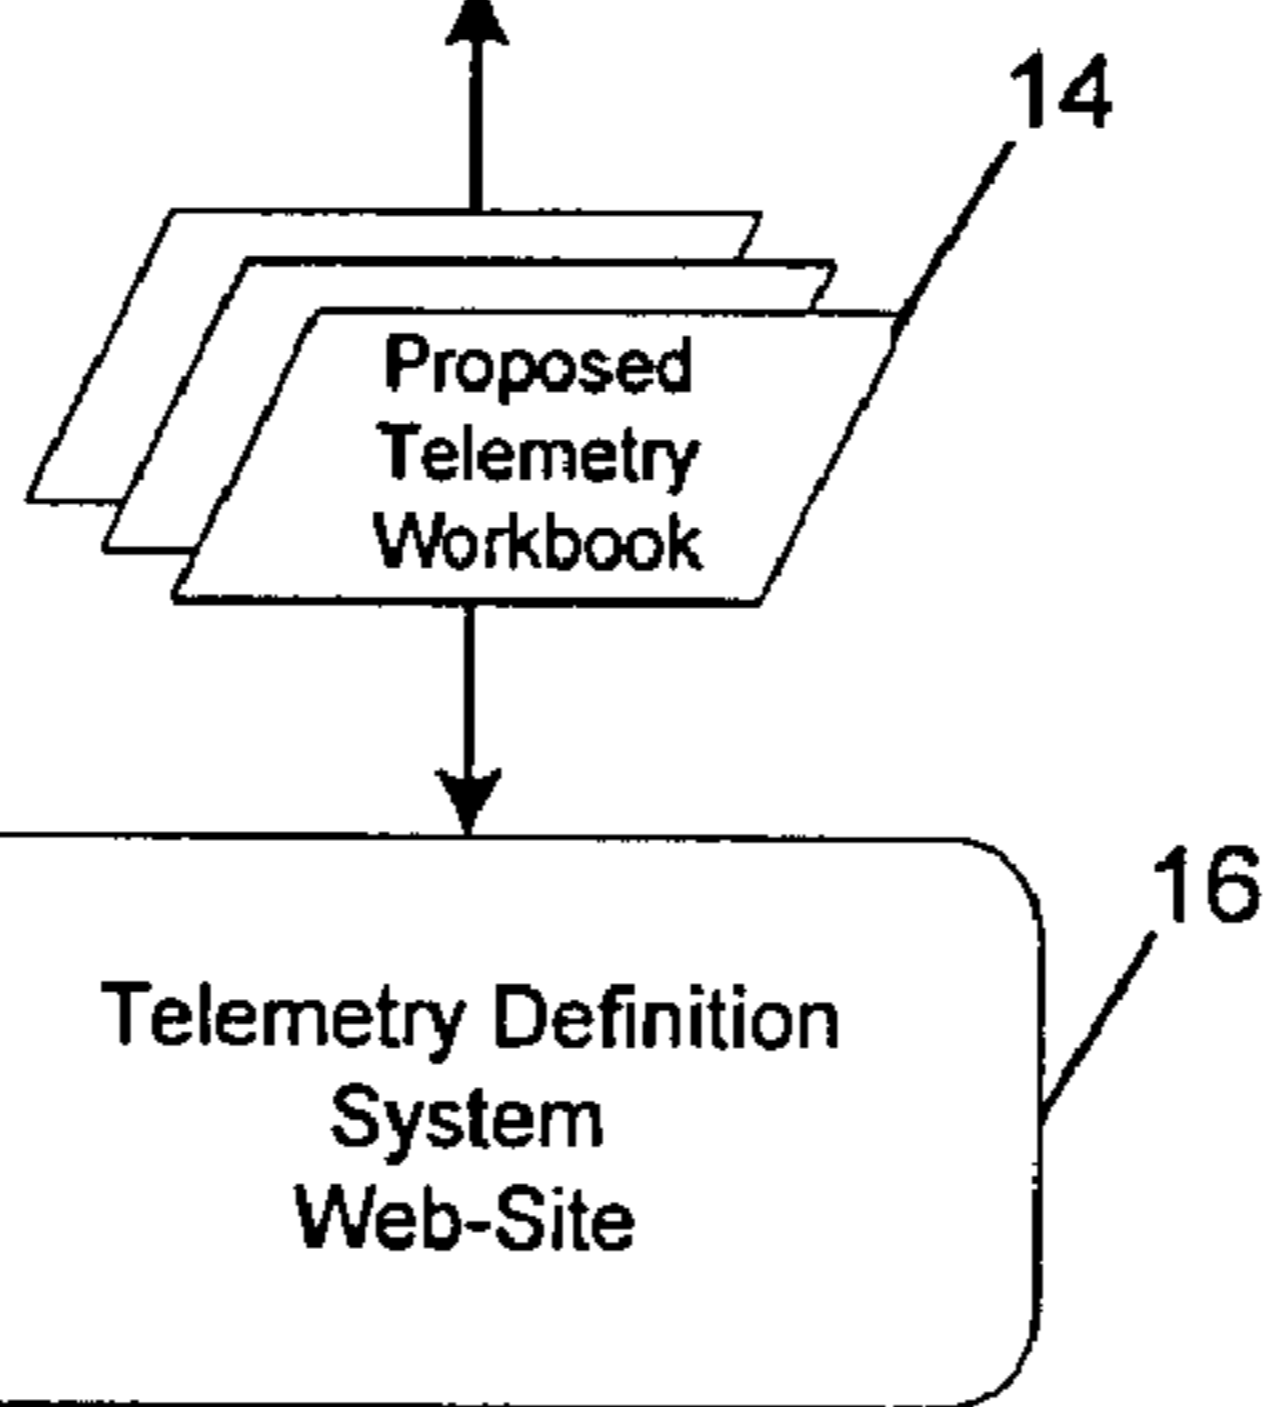 14
Proposed
Telemetry
Workbook
16
Telemetry Definition
System
Web-Site